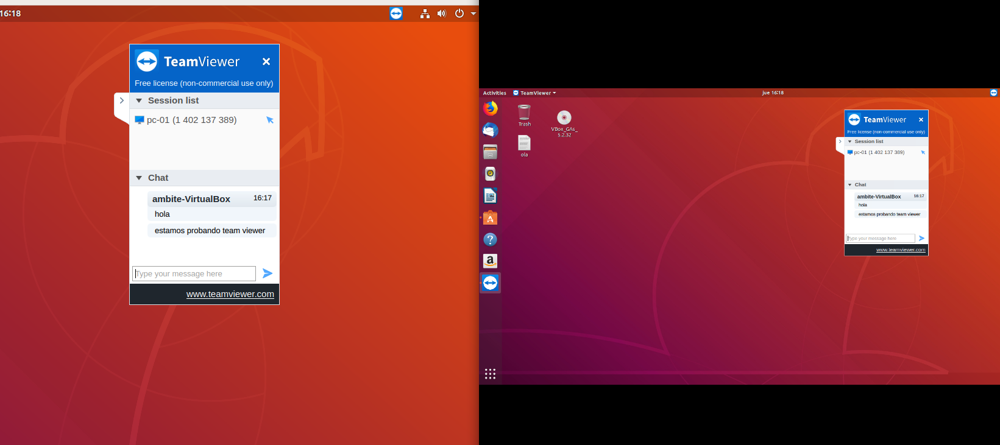 16:18
TeamViewer
Free license (non-commercial use only)
Session list
pc-01 (1 402 137 389)
Chat
ambite-VirtualBox 16:17
hola
estamos probando team viewer
Type your message here
www.teamviewer.com
Activities TeamViewer jue 16:18
Trash
VBox_GAs_
5.2.32
ola
TeamViewer
Free license (non-commercial use only)
Session list
pc-01 (1 402 137 389)
Chat
ambite-VirtualBox 16:17
hola
estamos probando team viewer
Type your message here
www.teamviewer.com